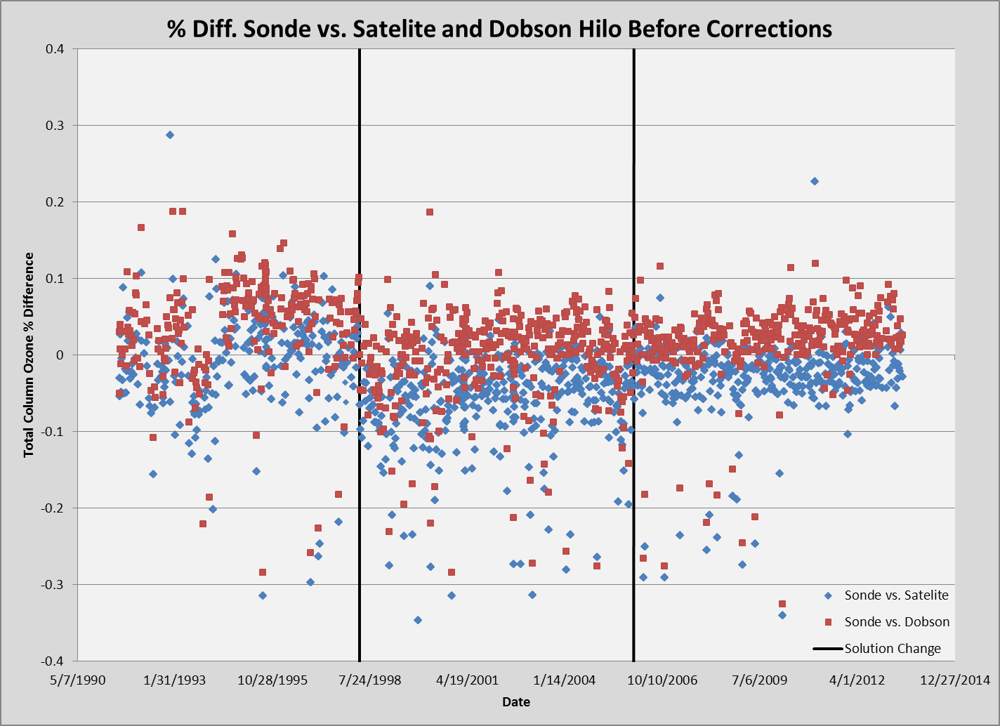 % Diff. Sonde vs. Satelite and Dobson Hilo Before Corrections
0.4
0.3
0.2
0.1
0
-0.1
-0.2
-0.3
-0.4
Total Column Ozone % Difference
Sonde vs. Satelite
Sonde vs. Dobson
Solution Change
5/7/1990 1/31/1993 10/28/1995 7/24/1998 4/19/2001 1/14/2004 10/10/2006 7/6/2009 4/1/2012 12/27/2014
Date